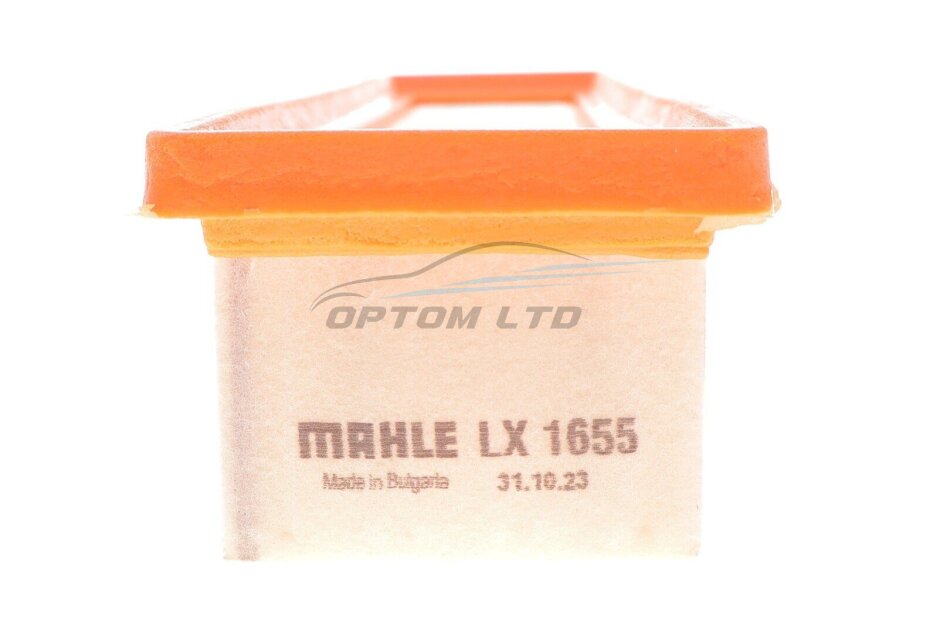 OPTOM LTD
MAHLE LX 1655
Made in Bulgaria 31.10.23